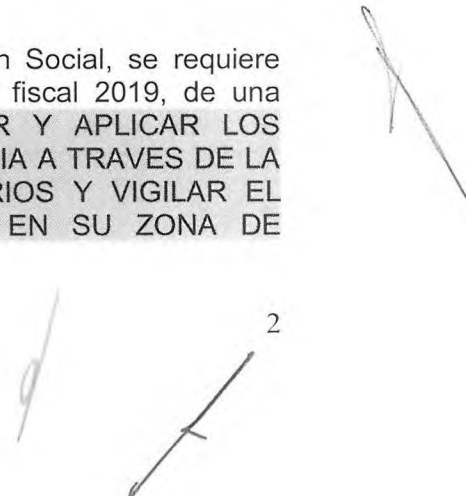 n Social, se requiere
fiscal 2019, de una
R Y APLICAR LOS
IA A TRAVES DE LA
RIOS Y VIGILAR EL
EN SU ZONA DE
2